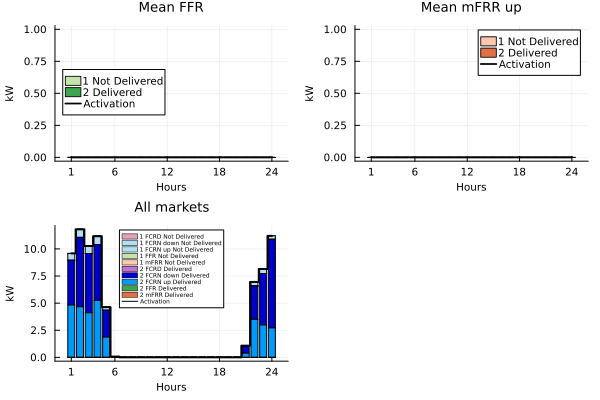 Mean FFR
1.00
0.75
0.50
0.25
0.00
kW
1 Not Delivered
2 Delivered
Activation
1 6 12 18 24
Hours
Mean mFRR up
1.00
0.75
0.50
0.25
0.00
kW
1 Not Delivered
2 Delivered
Activation
1 6 12 18 24
Hours
All markets
10.0
7.5
5.0
2.5
0.0
kW
1 FCRD Not Delivered
1 FCRN down Not Delivered
1 FCRN up Not Delivered
1 FFR Not Delivered
1 mFRR Not Delivered
2 FCRD Delivered
2 FCRN down Delivered
2 FCRN up Delivered
2 FFR Delivered
2 mFRR Delivered
Activation
1 6 12 18 24
Hours